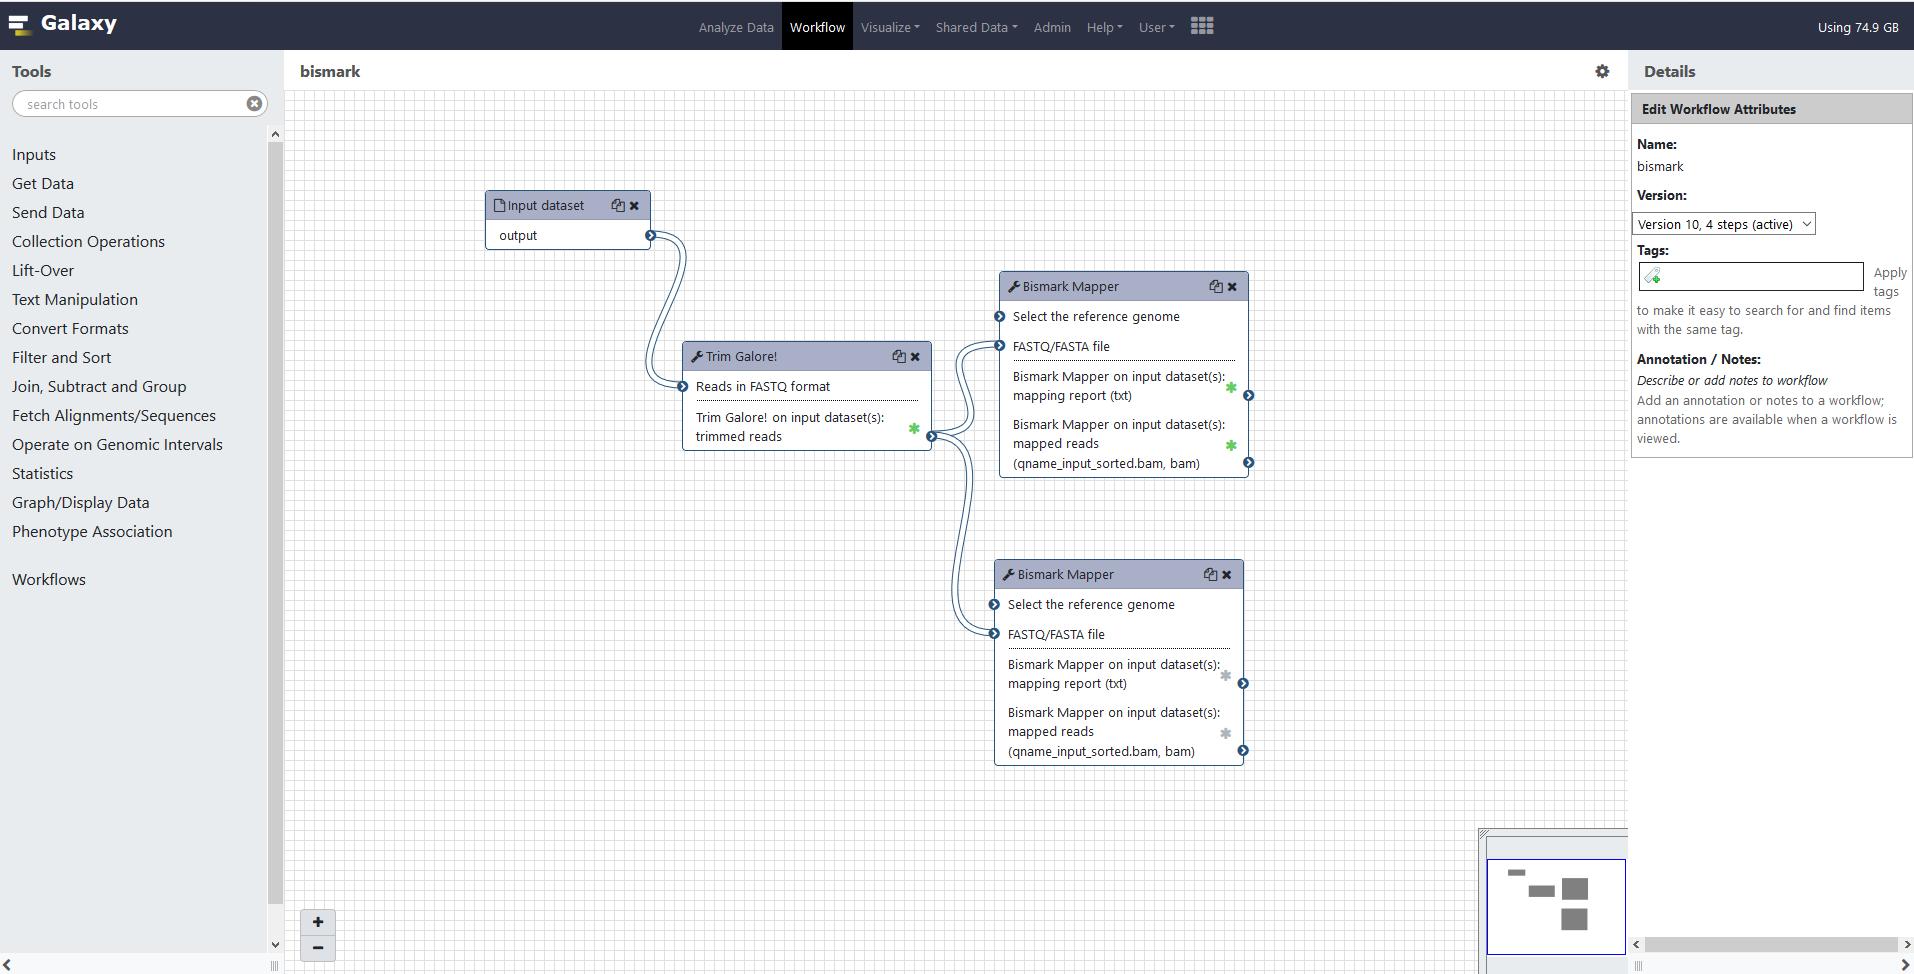 Galaxy
Analyze Data
Workflow
Visualize
Shared Data
Admin
Help
User
Using 74.9 GB
Tools
search tools
Inputs
Get Data
Send Data
Collection Operations
Lift-Over
Text Manipulation
Convert Formats
Filter and Sort
Join, Subtract and Group
Fetch Alignments/Sequences
Operate on Genomic Intervals
Statistics
Graph/Display Data
Phenotype Association
Workflows
bismark
Input dataset
output
Trim Galore!
Reads in FASTQ format
Trim Galore! on input dataset(s):
trimmed reads
Bismark Mapper
Select the reference genome
FASTQ/FASTA file
Bismark Mapper on input dataset(s):
mapping report (txt)
Bismark Mapper on input dataset(s):
mapped reads
(qname_input_sorted.bam, bam)
Bismark Mapper
Select the reference genome
FASTQ/FASTA file
Bismark Mapper on input dataset(s):
mapping report (txt)
Bismark Mapper on input dataset(s):
mapped reads
(qname_input_sorted.bam, bam)
Details
Edit Workflow Attributes
Name:
bismark
Version:
Version 10, 4 steps (active)
Tags:
Apply
tags
to make it easy to search for and find items
with the same tag.
Annotation / Notes:
Describe or add notes to workflow
Add an annotation or notes to a workflow;
annotations are available when a workflow is
viewed.